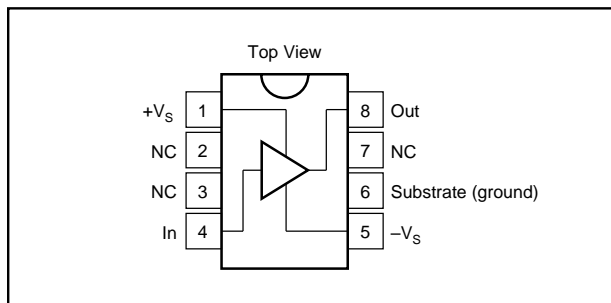 Top View
+VS 1 8 Out
NC 2 7 NC
NC 3 6 Substrate (ground)
In 4 5 –VS